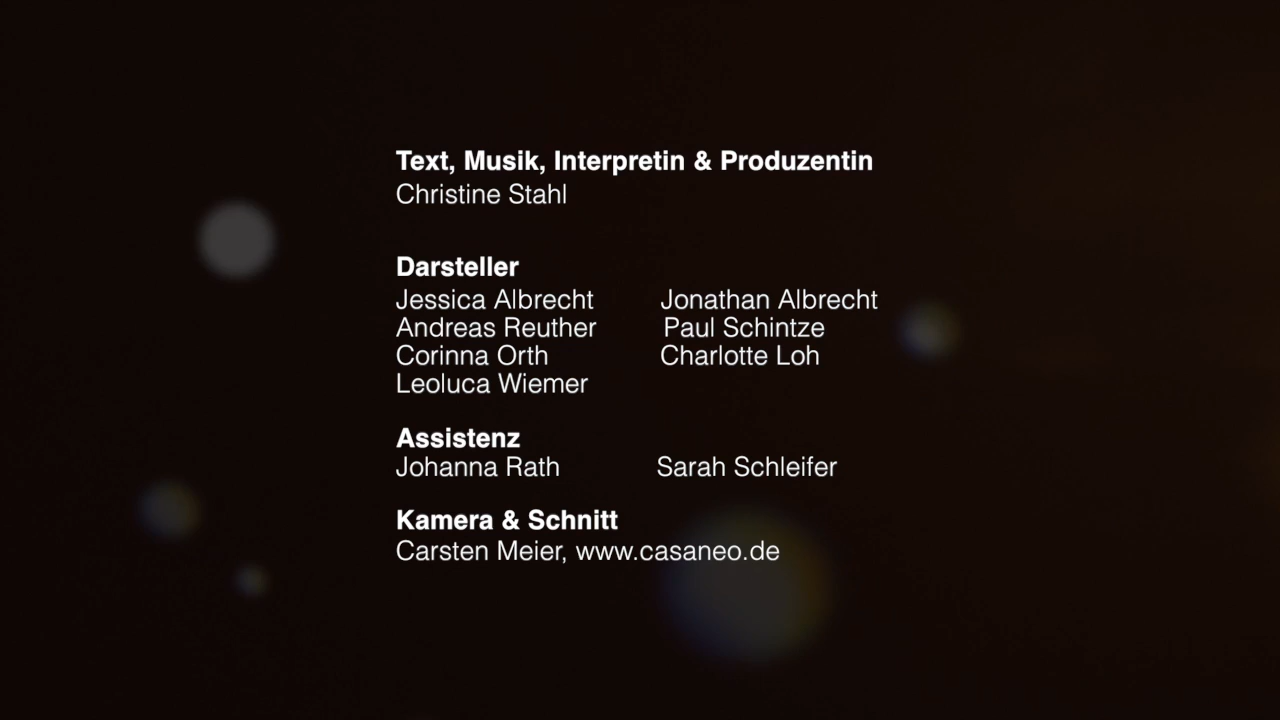 Text, Musik, Interpretin & Produzentin
Christine Stahl
Darsteller
Jessica Albrecht Jonathan Albrecht
Andreas Reuther Paul Schintze
Corinna Orth Charlotte Loh
Leoluca Wiemer
Assistenz
Johanna Rath Sarah Schleifer
Kamera & Schnitt
Carsten Meier, www.casaneo.de